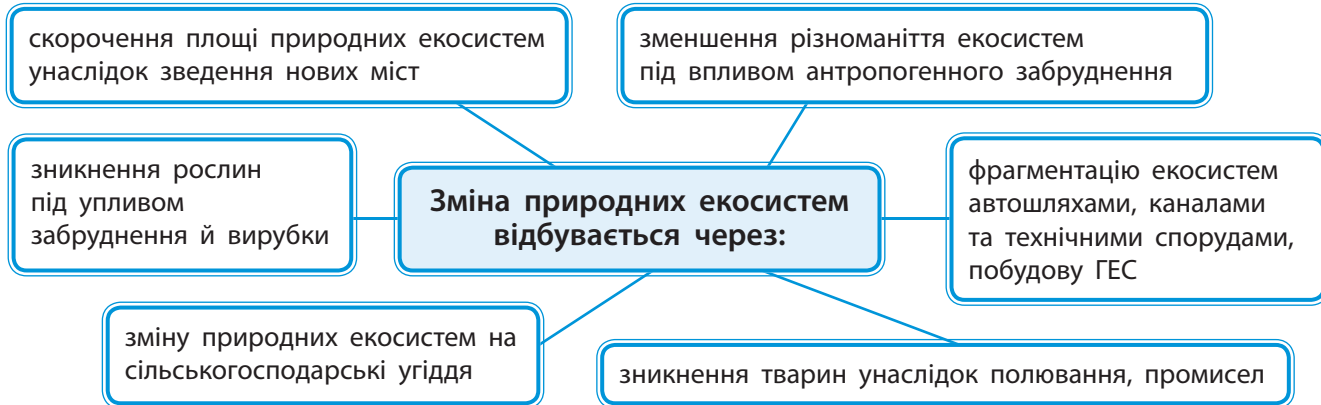 скорочення площі природних екосистем
унаслідок зведення нових міст
зменшення різноманіття екосистем
під впливом антропогенного забруднення
зникнення рослин
під упливом
забруднення й вирубки
Зміна природних екосистем
відбувається через:
фрагментацію екосистем
автошляхами, каналами
та технічними спорудами,
побудову ГЕС
зміну природних екосистем на
сільськогосподарські угіддя
зникнення тварин унаслідок полювання, промисел